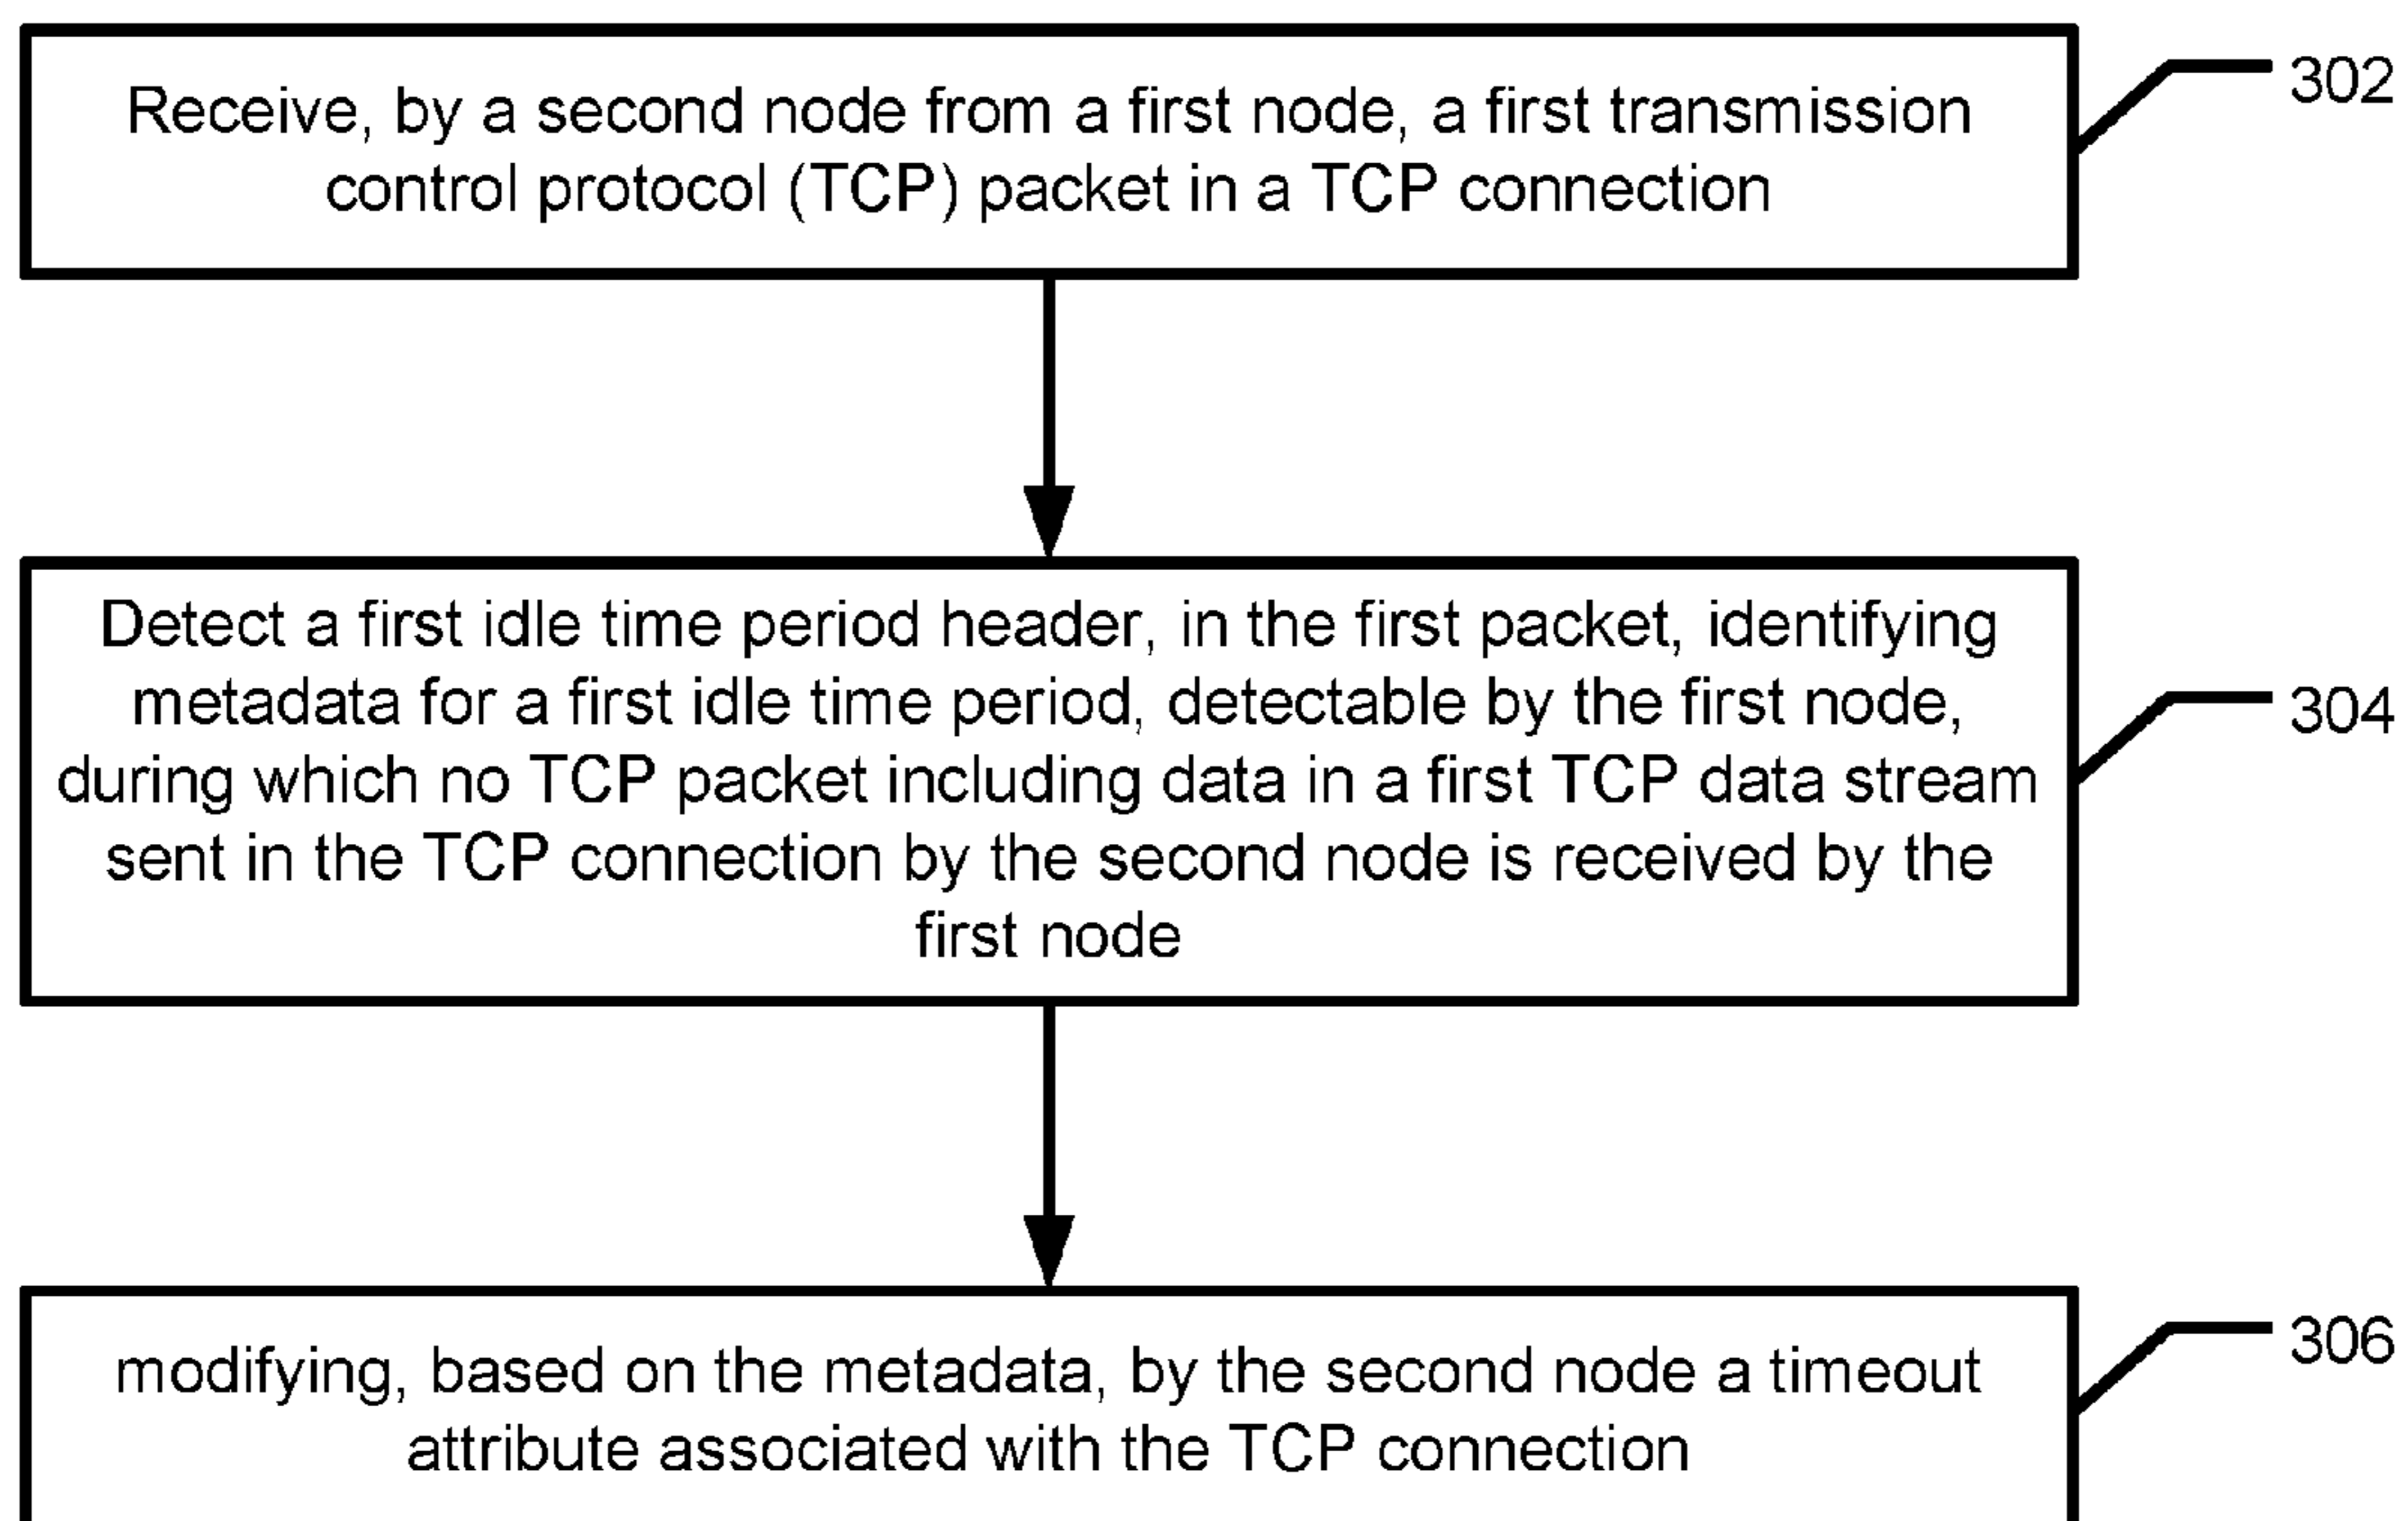 Receive, by a second node from a first node, a first transmission
control protocol (TCP) packet in a TCP connection
302
Detect a first idle time period header, in the first packet, identifying
metadata for a first idle time period, detectable by the first node,
during which no TCP packet including data in a first TCP data stream
sent in the TCP connection by the second node is received by the
first node
304
modifying, based on the metadata, by the second node a timeout
attribute associated with the TCP connection
306